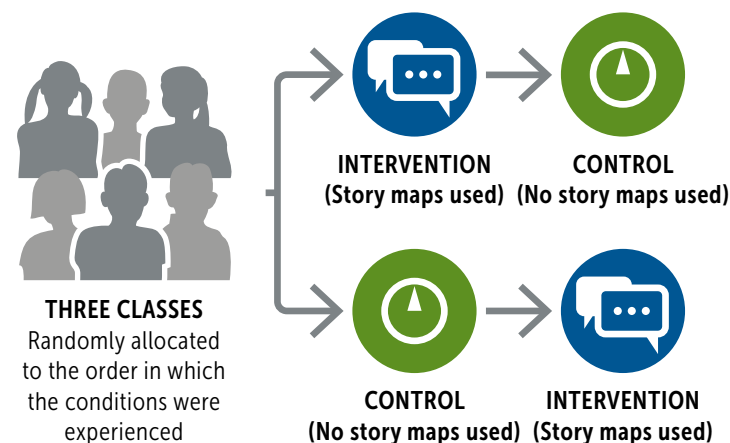 INTERVENTION
(Story maps used)
CONTROL
(No story maps used)
THREE CLASSES
Randomly allocated
to the order in which
the conditions were
experienced
CONTROL
(No story maps used)
INTERVENTION
(Story maps used)